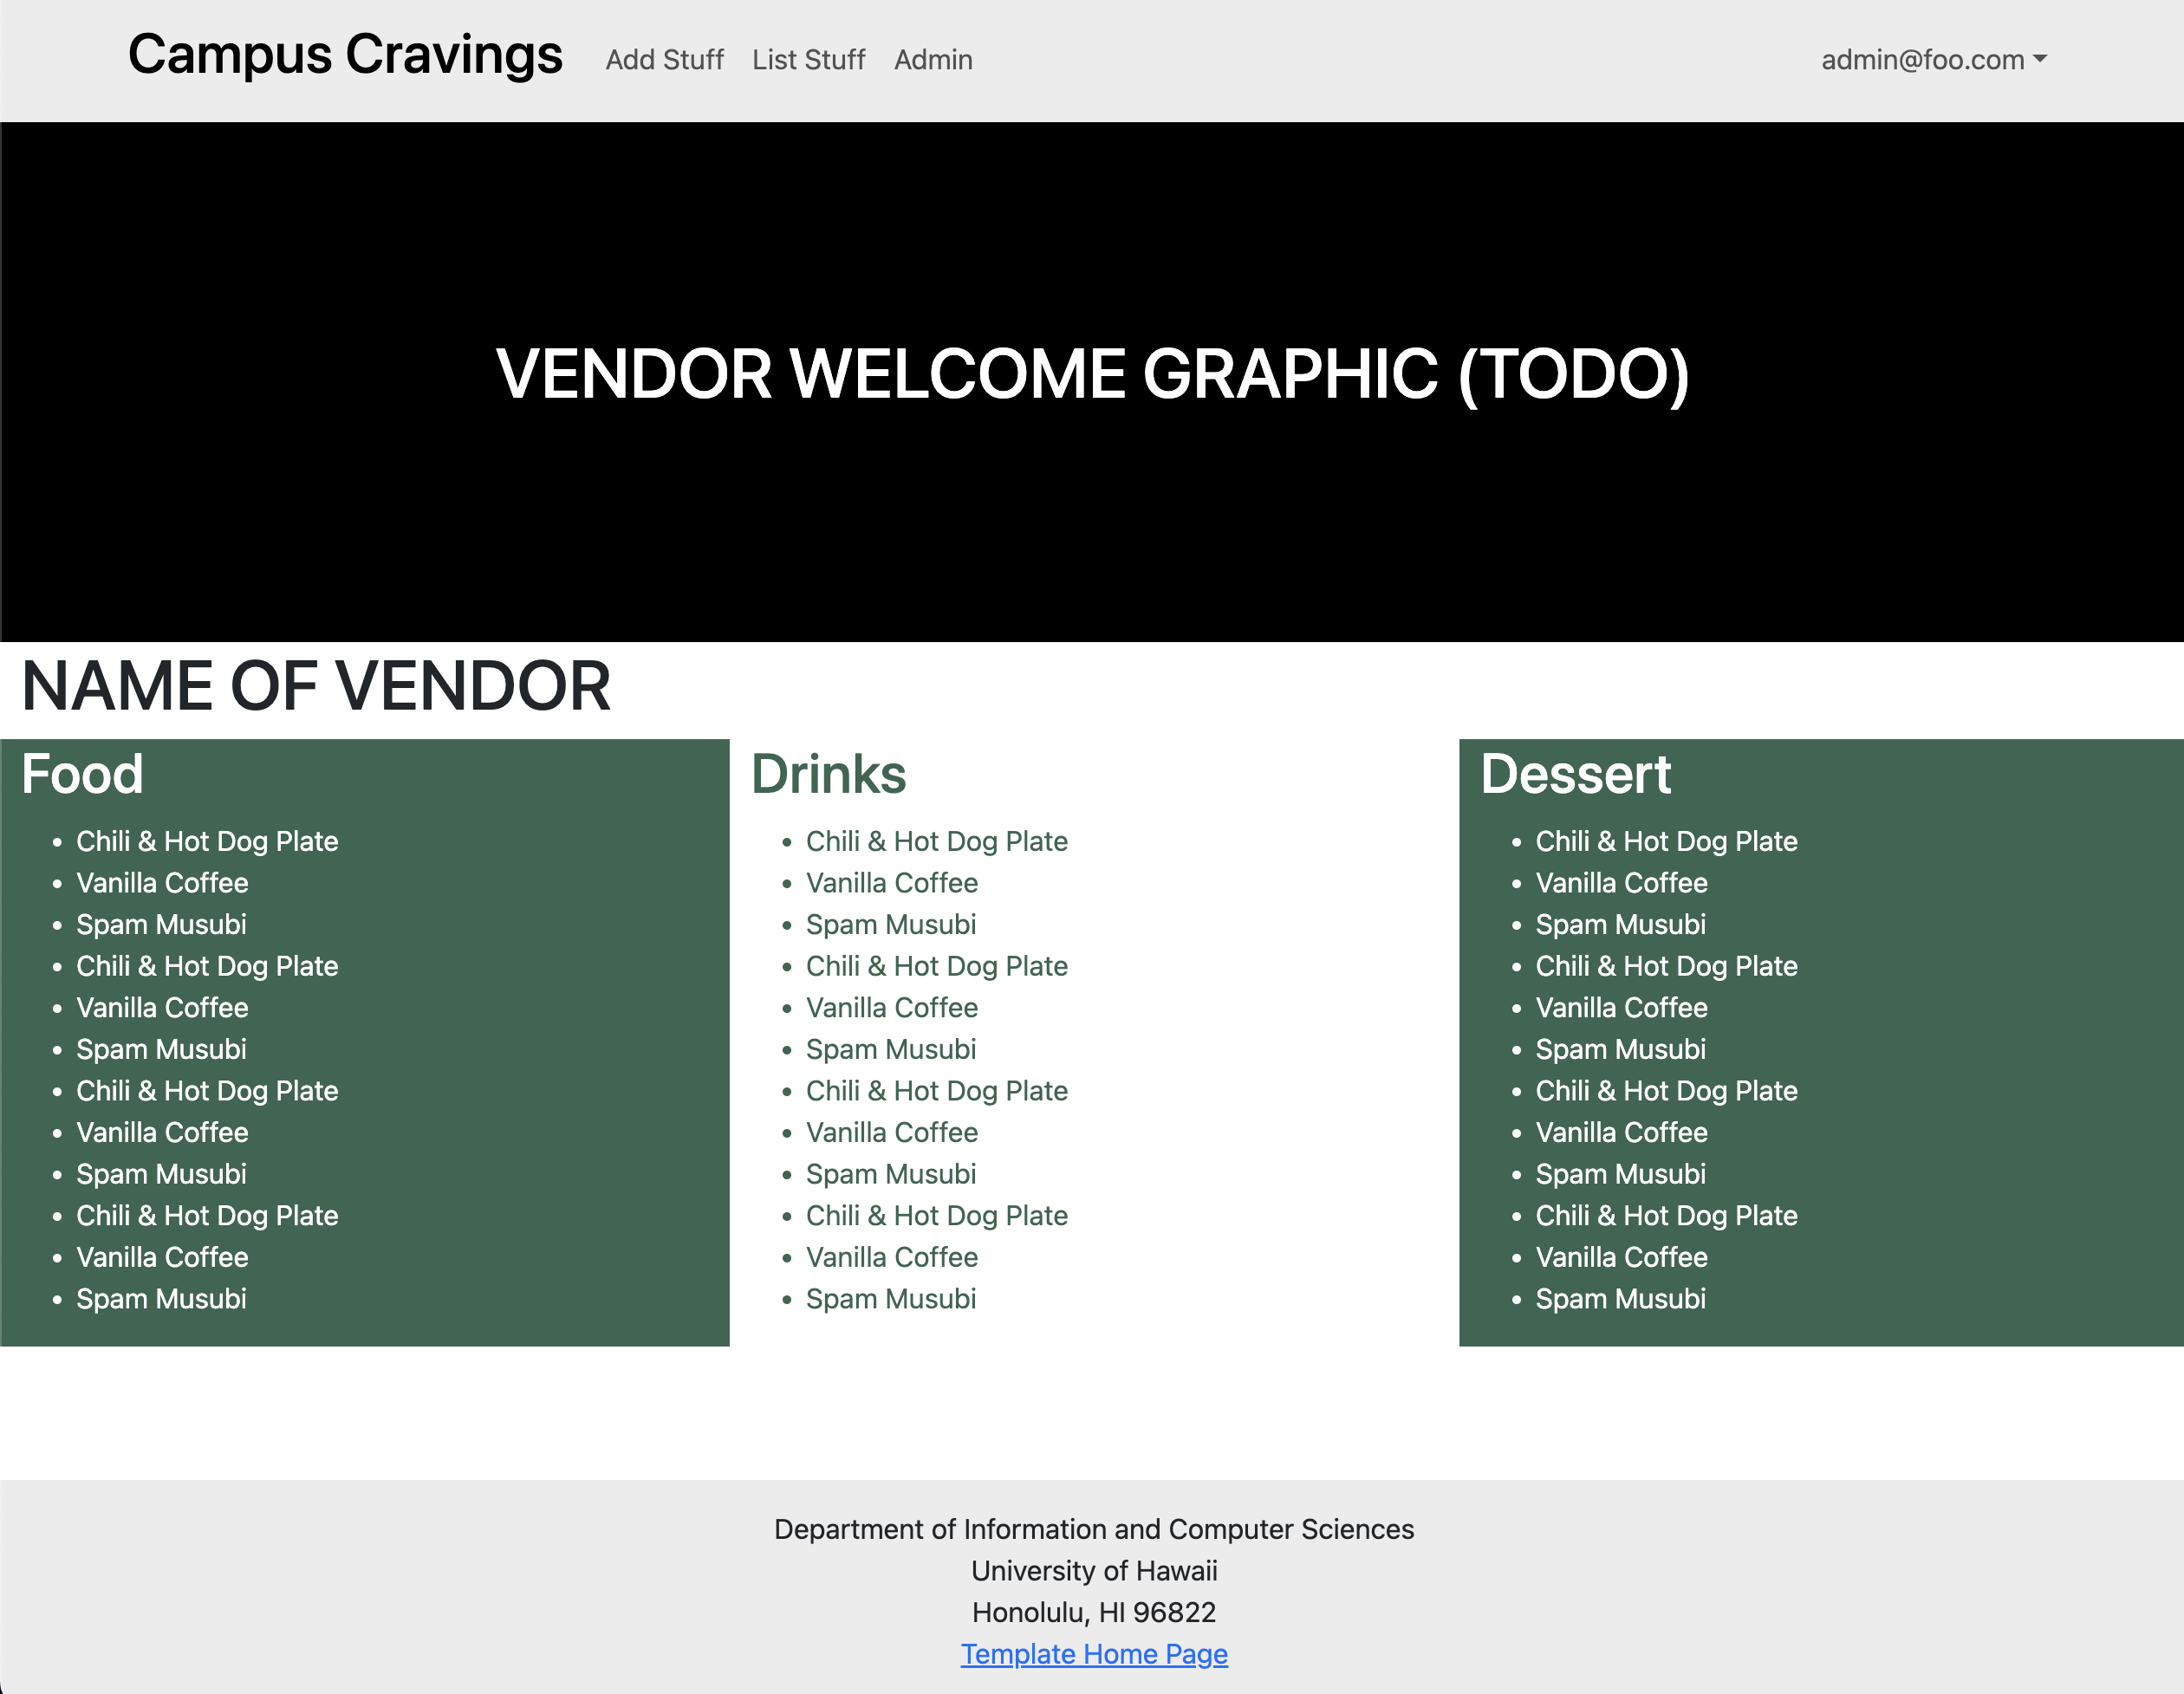 Campus Cravings Add Stuff List Stuff Admin admin@foo.com
VENDOR WELCOME GRAPHIC (TODO)
NAME OF VENDOR
Food
• Chili & Hot Dog Plate
• Vanilla Coffee
• Spam Musubi
• Chili & Hot Dog Plate
• Vanilla Coffee
• Spam Musubi
• Chili & Hot Dog Plate
• Vanilla Coffee
• Spam Musubi
• Chili & Hot Dog Plate
• Vanilla Coffee
• Spam Musubi
Drinks
• Chili & Hot Dog Plate
• Vanilla Coffee
• Spam Musubi
• Chili & Hot Dog Plate
• Vanilla Coffee
• Spam Musubi
• Chili & Hot Dog Plate
• Vanilla Coffee
• Spam Musubi
• Chili & Hot Dog Plate
• Vanilla Coffee
• Spam Musubi
Dessert
• Chili & Hot Dog Plate
• Vanilla Coffee
• Spam Musubi
• Chili & Hot Dog Plate
• Vanilla Coffee
• Spam Musubi
• Chili & Hot Dog Plate
• Vanilla Coffee
• Spam Musubi
• Chili & Hot Dog Plate
• Vanilla Coffee
• Spam Musubi
Department of Information and Computer Sciences
University of Hawaii
Honolulu, HI 96822
Template Home Page